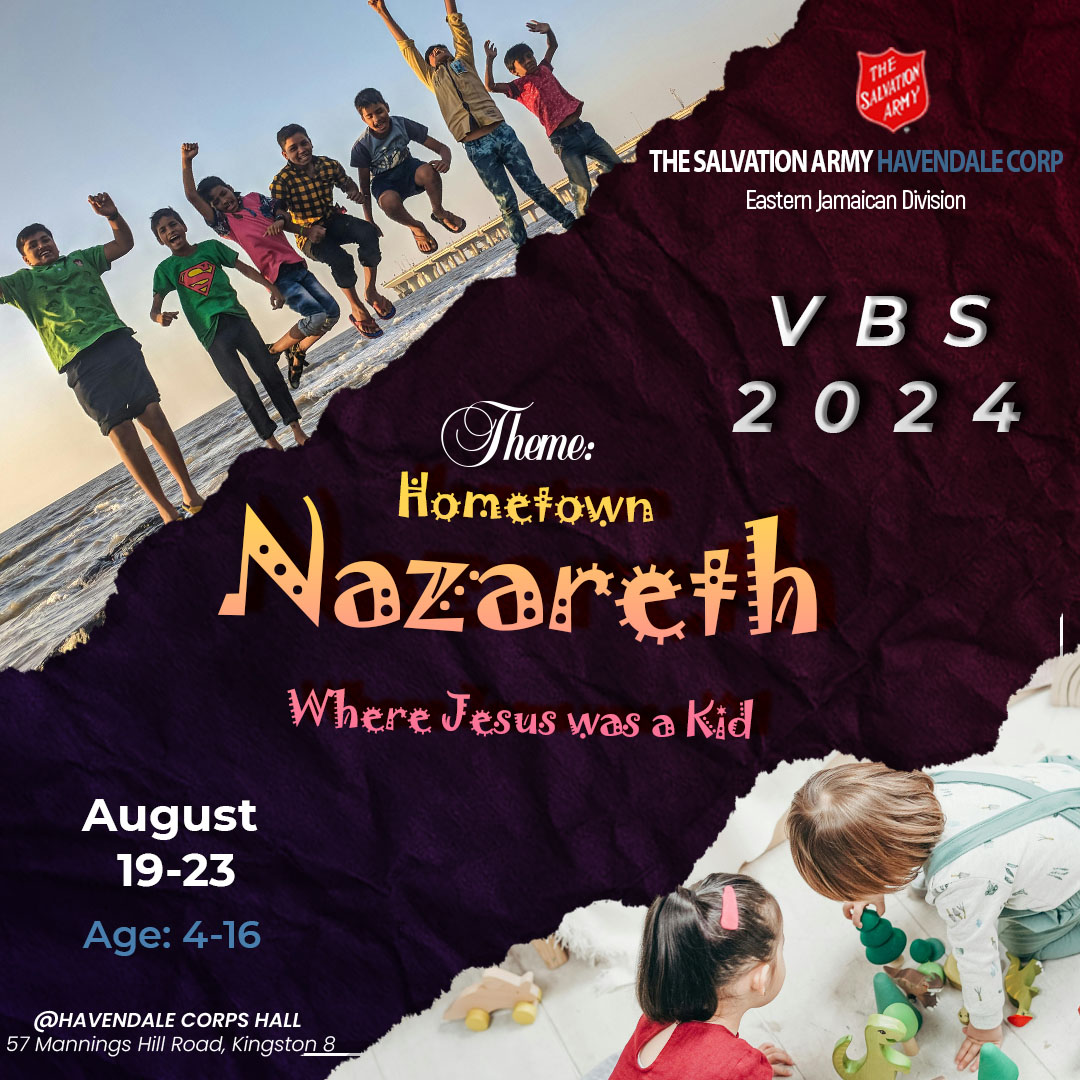 THE
SALVATION
ARMY
THE SALVATION ARMY HAVENDALE CORP
Eastern Jamaican Division
V B S
2 0 2 4
Theme:
Hometown
Nazareth
Where Jesus was a Kid
August
19-23
Age: 4-16
@HAVENDALE CORPS HALL
57 Mannings Hill Road, Kingston 8